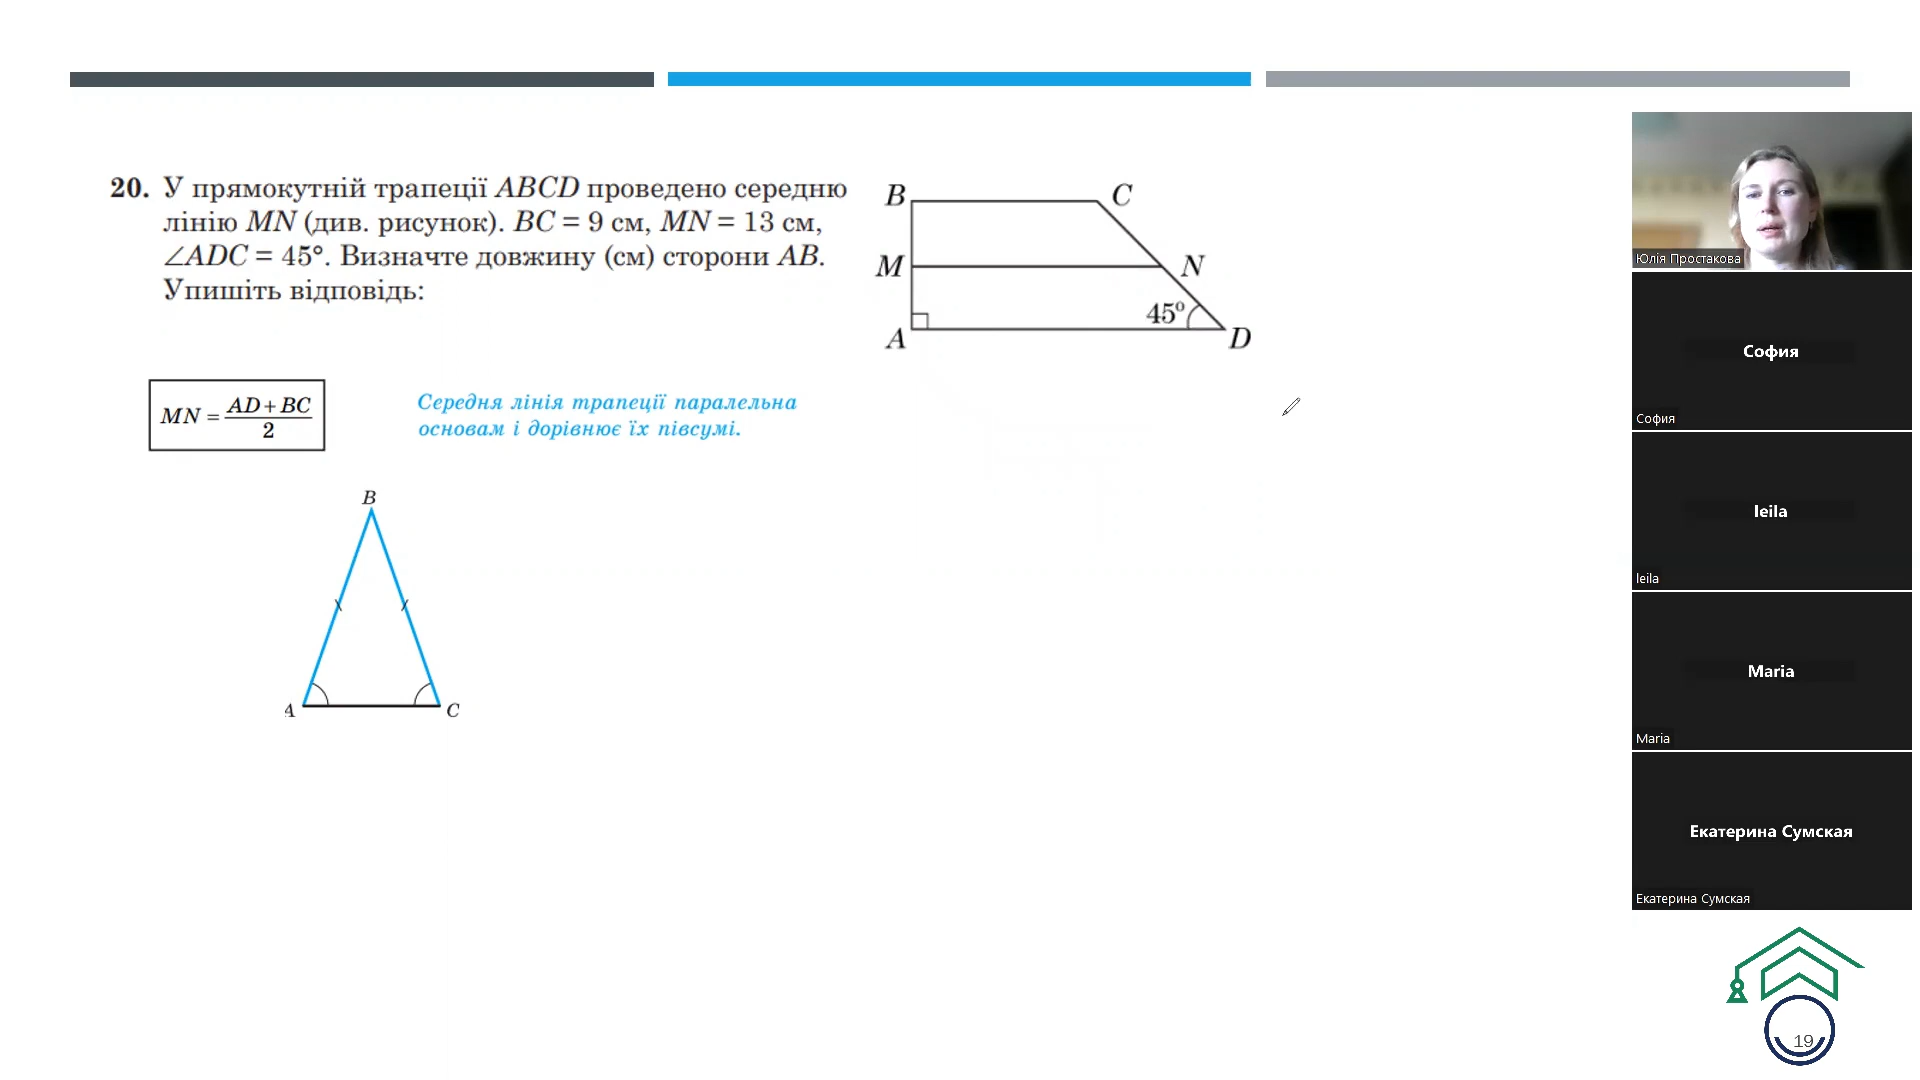 20. У прямокутній трапеції ABCD проведено середню
лінію MN (див. рисунок). BC = 9 см, MN = 13 см,
∠ADC = 45°. Визначте довжину (см) сторони AB.
Упишіть відповідь:
B
C
M
N
45°
A
D
MN = (AD + BC) / 2
Середня лінія трапеції паралельна
основам і дорівнює їх півсумі.
B
A
C
Юлія Простакова
София
София
leila
leila
Maria
Maria
Екатерина Сумская
Екатерина Сумская
19